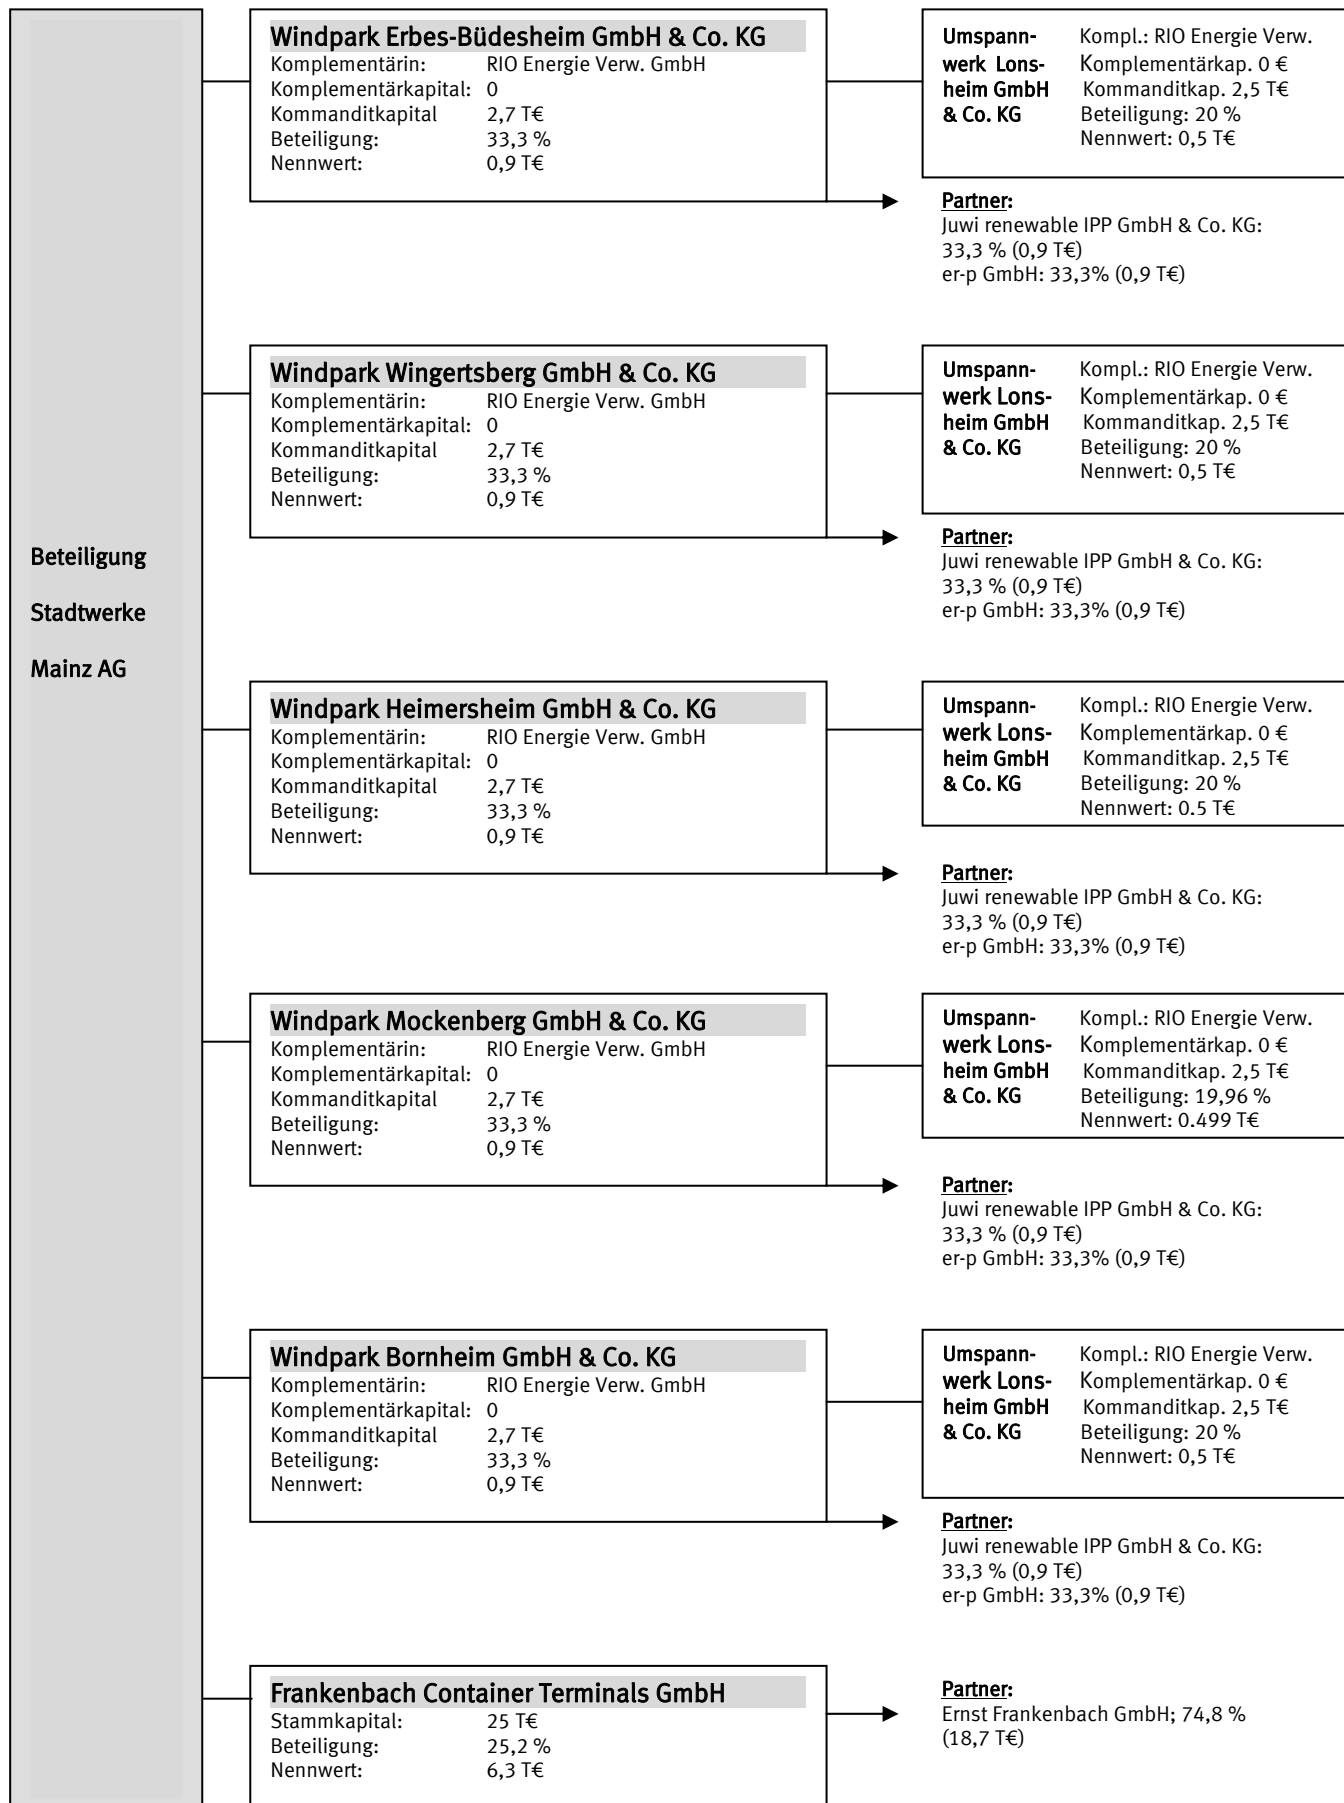 Beteiligung
Stadtwerke
Mainz AG
Windpark Erbes-Büdesheim GmbH & Co. KG
Komplementärin: RIO Energie Verw. GmbH
Komplementärkapital: 0
Kommanditkapital 2,7 T€
Beteiligung: 33,3 %
Nennwert: 0,9 T€
Umspann- Kompl.: RIO Energie Verw.
werk Lons- Komplementärkap. 0 €
heim GmbH Kommanditkap. 2,5 T€
& Co. KG Beteiligung: 20 %
Nennwert: 0,5 T€
Partner:
Juwi renewable IPP GmbH & Co. KG:
33,3 % (0,9 T€)
er-p GmbH: 33,3% (0,9 T€)
Windpark Wingertsberg GmbH & Co. KG
Komplementärin: RIO Energie Verw. GmbH
Komplementärkapital: 0
Kommanditkapital 2,7 T€
Beteiligung: 33,3 %
Nennwert: 0,9 T€
Umspann- Kompl.: RIO Energie Verw.
werk Lons- Komplementärkap. 0 €
heim GmbH Kommanditkap. 2,5 T€
& Co. KG Beteiligung: 20 %
Nennwert: 0,5 T€
Partner:
Juwi renewable IPP GmbH & Co. KG:
33,3 % (0,9 T€)
er-p GmbH: 33,3% (0,9 T€)
Windpark Heimersheim GmbH & Co. KG
Komplementärin: RIO Energie Verw. GmbH
Komplementärkapital: 0
Kommanditkapital 2,7 T€
Beteiligung: 33,3 %
Nennwert: 0,9 T€
Umspann- Kompl.: RIO Energie Verw.
werk Lons- Komplementärkap. 0 €
heim GmbH Kommanditkap. 2,5 T€
& Co. KG Beteiligung: 20 %
Nennwert: 0.5 T€
Partner:
Juwi renewable IPP GmbH & Co. KG:
33,3 % (0,9 T€)
er-p GmbH: 33,3% (0,9 T€)
Windpark Mockenberg GmbH & Co. KG
Komplementärin: RIO Energie Verw. GmbH
Komplementärkapital: 0
Kommanditkapital 2,7 T€
Beteiligung: 33,3 %
Nennwert: 0,9 T€
Umspann- Kompl.: RIO Energie Verw.
werk Lons- Komplementärkap. 0 €
heim GmbH Kommanditkap. 2,5 T€
& Co. KG Beteiligung: 19,96 %
Nennwert: 0.499 T€
Partner:
Juwi renewable IPP GmbH & Co. KG:
33,3 % (0,9 T€)
er-p GmbH: 33,3% (0,9 T€)
Windpark Bornheim GmbH & Co. KG
Komplementärin: RIO Energie Verw. GmbH
Komplementärkapital: 0
Kommanditkapital 2,7 T€
Beteiligung: 33,3 %
Nennwert: 0,9 T€
Umspann- Kompl.: RIO Energie Verw.
werk Lons- Komplementärkap. 0 €
heim GmbH Kommanditkap. 2,5 T€
& Co. KG Beteiligung: 20 %
Nennwert: 0,5 T€
Partner:
Juwi renewable IPP GmbH & Co. KG:
33,3 % (0,9 T€)
er-p GmbH: 33,3% (0,9 T€)
Frankenbach Container Terminals GmbH
Stammkapital: 25 T€
Beteiligung: 25,2 %
Nennwert: 6,3 T€
Partner:
Ernst Frankenbach GmbH; 74,8 %
(18,7 T€)